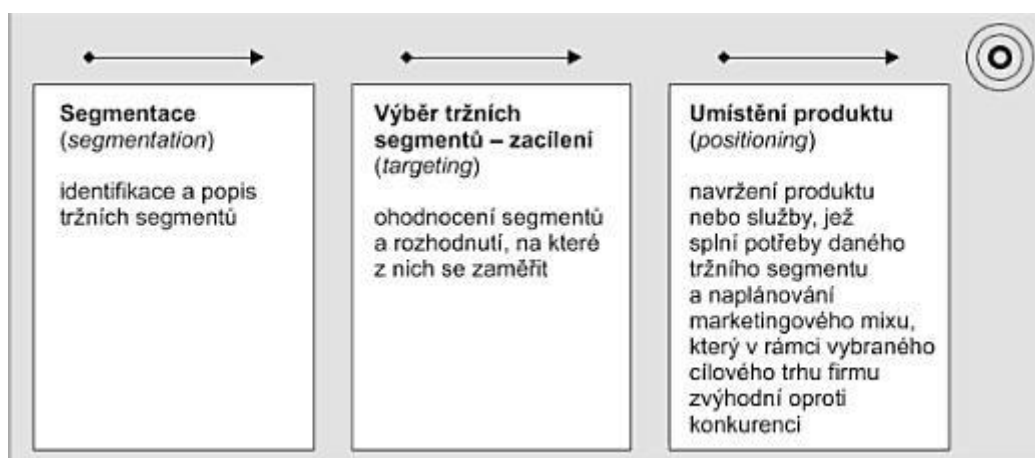 Segmentace
(segmentation)
identifikace a popis
tržních segmentů
Výběr tržních
segmentů – zacílení
(targeting)
ohodnocení segmentů
a rozhodnutí, na které
z nich se zaměřit
Umístění produktu
(positioning)
navržení produktu
nebo služby, jež
splní potřeby daného
tržního segmentu
a naplánování
marketingového mixu,
který v rámci vybraného
cílového trhu firmu
zvýhodní oproti
konkurenci